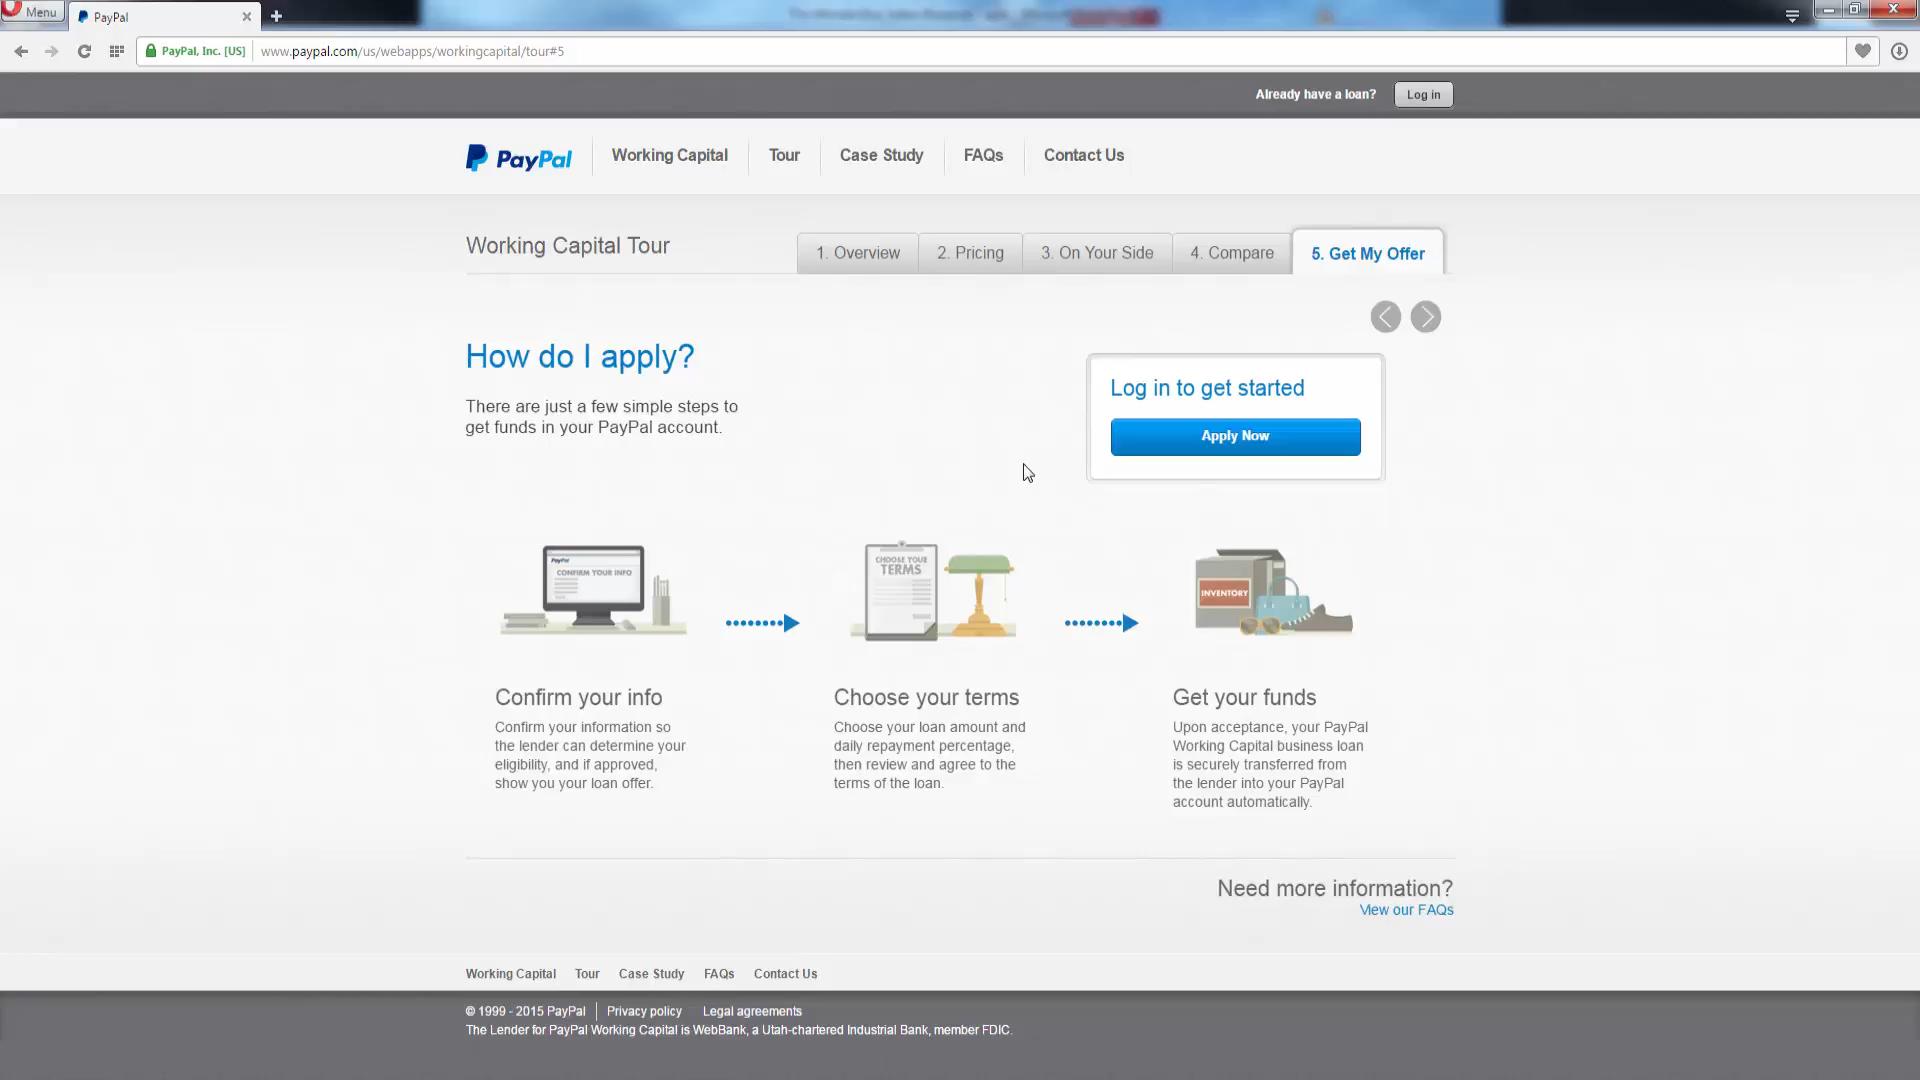 Menu
PayPal
PayPal, Inc. [US]
www.paypal.com/us/webapps/workingcapital/tour#5
Already have a loan?
Log in
PayPal
Working Capital
Tour
Case Study
FAQs
Contact Us
Working Capital Tour
1. Overview
2. Pricing
3. On Your Side
4. Compare
5. Get My Offer
How do I apply?
There are just a few simple steps to
get funds in your PayPal account.
Log in to get started
Apply Now
PayPal
CONFIRM YOUR INFO
CHOOSE YOUR
TERMS
INVENTORY
Confirm your info
Confirm your information so
the lender can determine your
eligibility, and if approved,
show you your loan offer.
Choose your terms
Choose your loan amount and
daily repayment percentage,
then review and agree to the
terms of the loan.
Get your funds
Upon acceptance, your PayPal
Working Capital business loan
is securely transferred from
the lender into your PayPal
account automatically.
Need more information?
View our FAQs
Working Capital
Tour
Case Study
FAQs
Contact Us
© 1999 - 2015 PayPal
Privacy policy
Legal agreements
The Lender for PayPal Working Capital is WebBank, a Utah-chartered Industrial Bank, member FDIC.